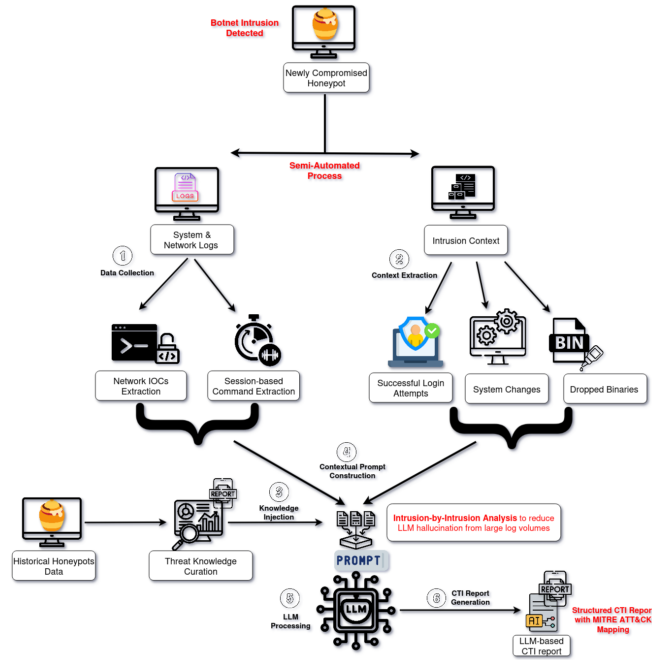 Botnet Intrusion
Detected
Newly Compromised
Honeypot
Semi-Automated
Process
LOGS
System &
Network Logs
Intrusion Context
1
Data Collection
2
Context Extraction
BIN
Network IOCs
Extraction
Session-based
Command Extraction
Successful Login
Attempts
System Changes
Dropped Binaries
4
Contextual Prompt
Construction
REPORT
3
Knowledge
Injection
Intrusion-by-Intrusion Analysis to reduce
LLM hallucination from large log volumes
Historical Honeypots
Data
Threat Knowledge
Curation
PROMPT
5
LLM
Processing
LLM
6
CTI Report
Generation
REPORT
AI
Structured CTI Repor
with MITRE ATT&CK
Mapping
LLM-based
CTI report